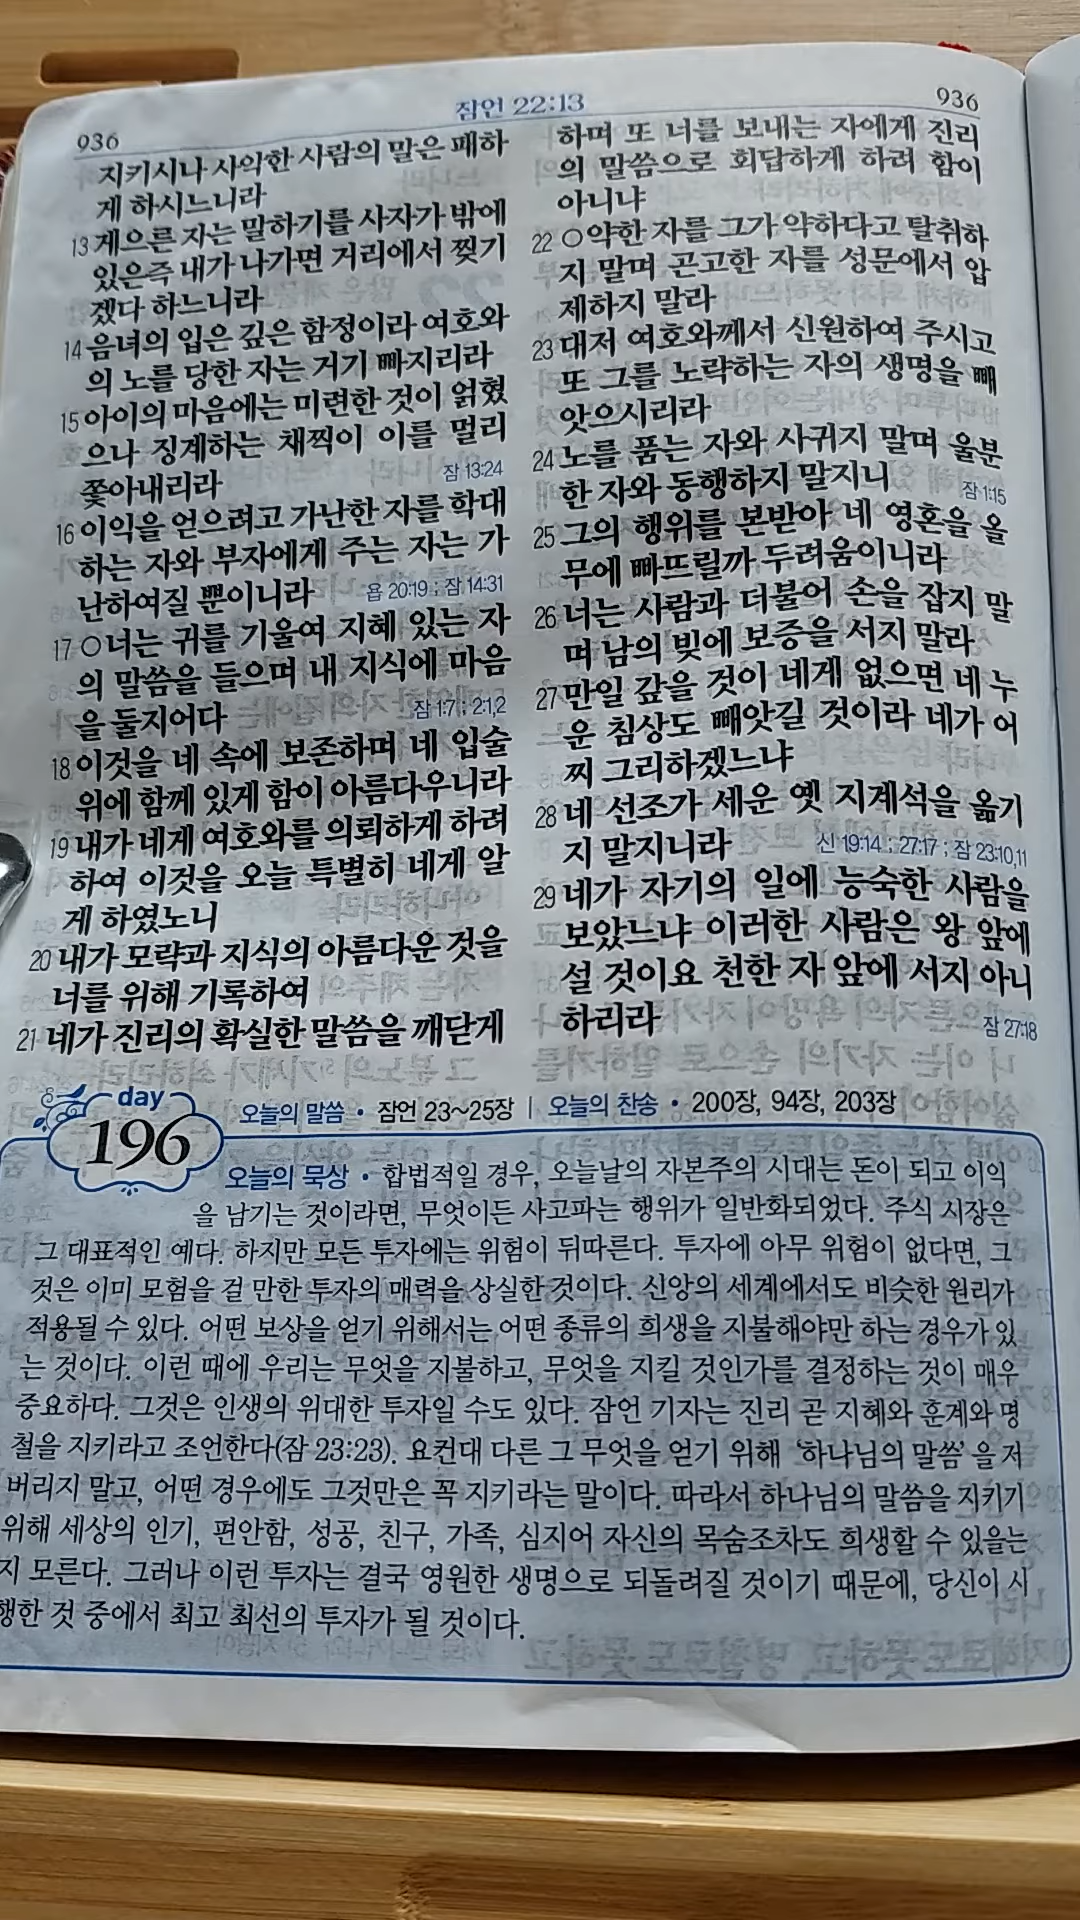 936
잠언 22:13
936
지키시나 사악한 사람의 말은 패하
게 하시느니라
13 게으른 자는 말하기를 사자가 밖에
있은즉 내가 나가면 거리에서 찢기
겠다 하느니라
14 음녀의 입은 깊은 함정이라 여호와
의 노를 당한 자는 거기 빠지리라
15 아이의 마음에는 미련한 것이 얽혔
으나 징계하는 채찍이 이를 멀리
쫓아내리라 잠 13:24
16 이익을 얻으려고 가난한 자를 학대
하는 자와 부자에게 주는 자는 가
난하여질 뿐이니라 욥 20:19 ; 잠 14:31
17 ○너는 귀를 기울여 지혜 있는 자
의 말씀을 들으며 내 지식에 마음
을 둘지어다 잠 1:7 ; 2:1,2
18 이것을 네 속에 보존하며 네 입술
위에 함께 있게 함이 아름다우니라
19 내가 네게 여호와를 의뢰하게 하려
하여 이것을 오늘 특별히 네게 알
게 하였노니
20 내가 모략과 지식의 아름다운 것을
너를 위해 기록하여
21 네가 진리의 확실한 말씀을 깨닫게
하며 또 너를 보내는 자에게 진리
의 말씀으로 회답하게 하려 함이
아니냐
22 ○약한 자를 그가 약하다고 탈취하
지 말며 곤고한 자를 성문에서 압
제하지 말라
23 대저 여호와께서 신원하여 주시고
또 그를 노략하는 자의 생명을 빼
앗으시리라
24 노를 품는 자와 사귀지 말며 울분
한 자와 동행하지 말지니 잠 1:15
25 그의 행위를 본받아 네 영혼을 올
무에 빠뜨릴까 두려움이니라
26 너는 사람과 더불어 손을 잡지 말
며 남의 빚에 보증을 서지 말라
27 만일 갚을 것이 네게 없으면 네 누
운 침상도 빼앗길 것이라 네가 어
찌 그리하겠느냐
28 네 선조가 세운 옛 지계석을 옮기
지 말지니라 신 19:14 ; 27:17 ; 잠 23:10,11
29 네가 자기의 일에 능숙한 사람을
보았느냐 이러한 사람은 왕 앞에
설 것이요 천한 자 앞에 서지 아니
하리라 잠 27:18
day
196
오늘의 말씀 • 잠언 23~25장 | 오늘의 찬송 • 200장, 94장, 203장
오늘의 묵상 • 합법적일 경우, 오늘날의 자본주의 시대는 돈이 되고 이익
을 남기는 것이라면, 무엇이든 사고파는 행위가 일반화되었다. 주식 시장은
그 대표적인 예다. 하지만 모든 투자에는 위험이 뒤따른다. 투자에 아무 위험이 없다면, 그
것은 이미 모험을 걸 만한 투자의 매력을 상실한 것이다. 신앙의 세계에서도 비슷한 원리가
적용될 수 있다. 어떤 보상을 얻기 위해서는 어떤 종류의 희생을 지불해야만 하는 경우가 있
는 것이다. 이런 때에 우리는 무엇을 지불하고, 무엇을 지킬 것인가를 결정하는 것이 매우
중요하다. 그것은 인생의 위대한 투자일 수도 있다. 잠언 기자는 진리 곧 지혜와 훈계와 명
철을 지키라고 조언한다(잠 23:23). 요컨대 다른 그 무엇을 얻기 위해 '하나님의 말씀'을 저
버리지 말고, 어떤 경우에도 그것만은 꼭 지키라는 말이다. 따라서 하나님의 말씀을 지키기
위해 세상의 인기, 편안함, 성공, 친구, 가족, 심지어 자신의 목숨조차도 희생할 수 있을는
지 모른다. 그러나 이런 투자는 결국 영원한 생명으로 되돌려질 것이기 때문에, 당신이 시
행한 것 중에서 최고 최선의 투자가 될 것이다.